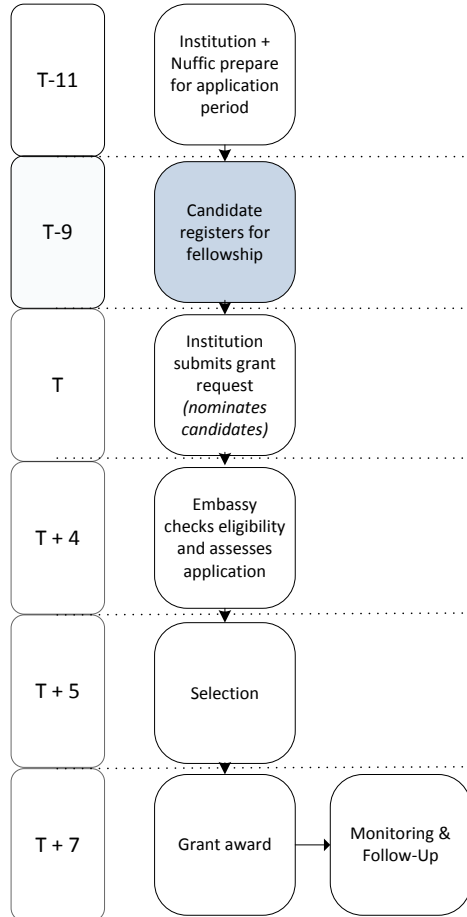 T-11
Institution +
Nuffic prepare
for application
period
T-9
Candidate
registers for
fellowship
T
Institution
submits grant
request
(nominates
candidates)
T + 4
Embassy
checks eligibility
and assesses
application
T + 5
Selection
T + 7
Grant award
Monitoring &
Follow-Up